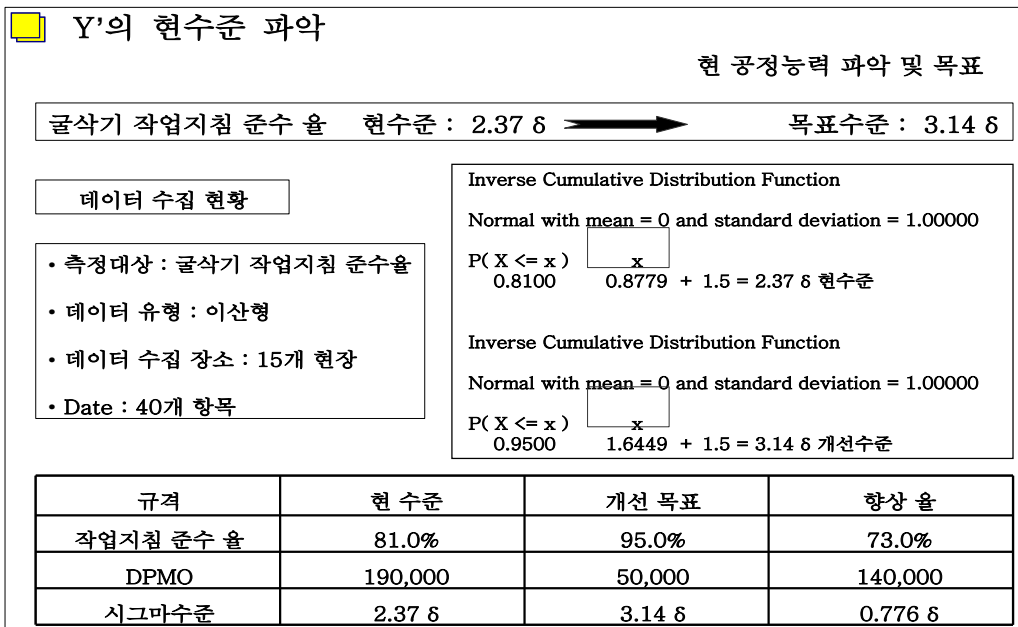 Y’의 현수준 파악
현 공정능력 파악 및 목표
굴삭기 작업지침 준수 율 현수준 : 2.37 δ 목표수준 : 3.14 δ
데이터 수집 현황
• 측정대상 : 굴삭기 작업지침 준수율
• 데이터 유형 : 이산형
• 데이터 수집 장소 : 15개 현장
• Date : 40개 항목
Inverse Cumulative Distribution Function
Normal with mean = 0 and standard deviation = 1.00000
P( X <= x ) x
0.8100 0.8779 + 1.5 = 2.37 δ 현수준
Inverse Cumulative Distribution Function
Normal with mean = 0 and standard deviation = 1.00000
P( X <= x ) x
0.9500 1.6449 + 1.5 = 3.14 δ 개선수준
규격 현 수준 개선 목표 향상 율
작업지침 준수 율 81.0% 95.0% 73.0%
DPMO 190,000 50,000 140,000
시그마수준 2.37 δ 3.14 δ 0.776 δ